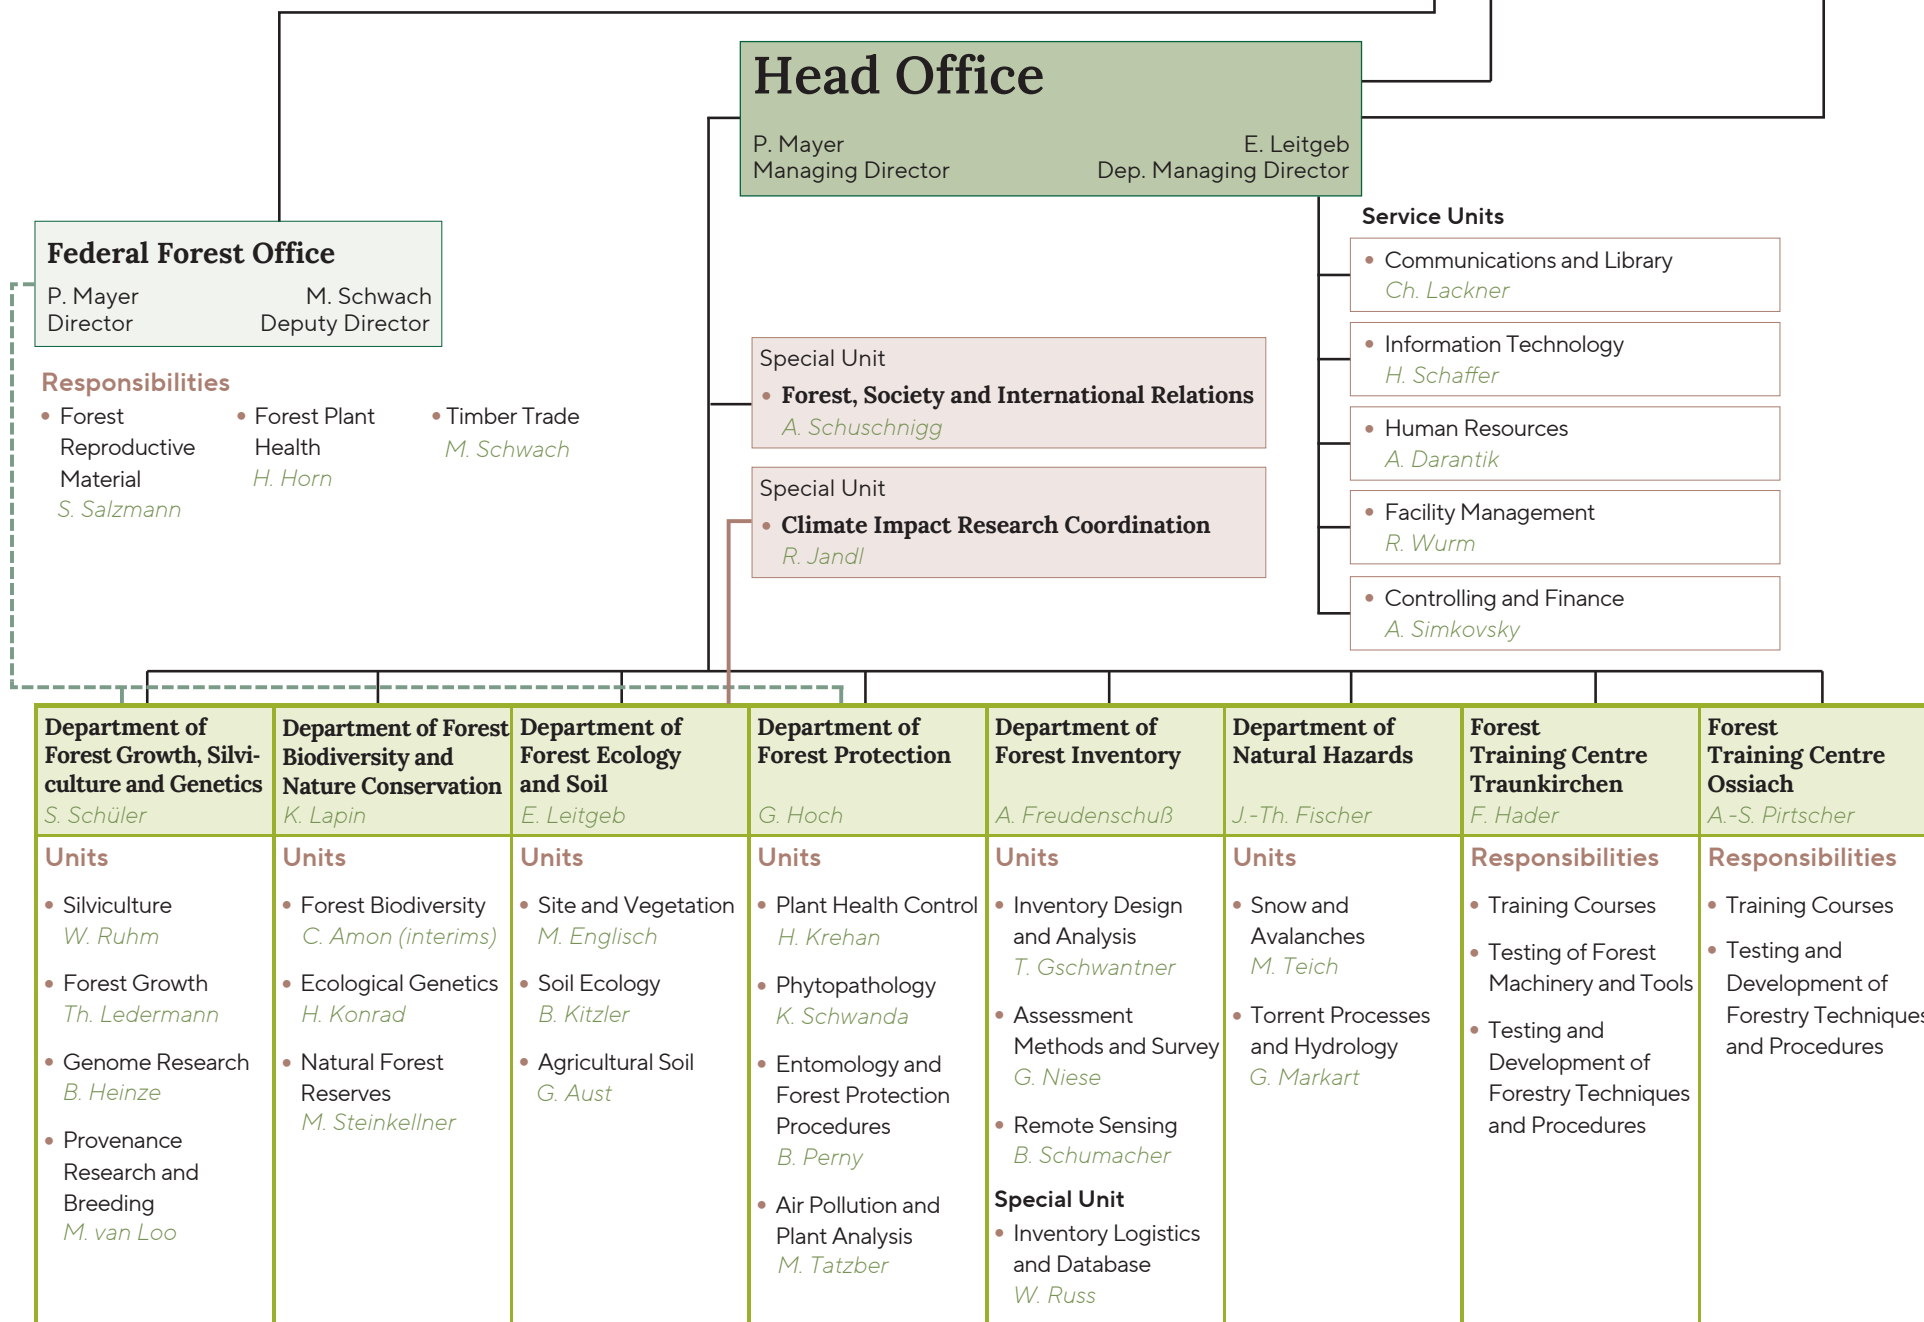 Head Office
P. Mayer
Managing Director
E. Leitgeb
Dep. Managing Director
Federal Forest Office
P. Mayer
Director
M. Schwach
Deputy Director
Responsibilities
• Forest
Reproductive
Material
S. Salzmann
• Forest Plant
Health
H. Horn
• Timber Trade
M. Schwach
Special Unit
• Forest, Society and International Relations
A. Schuschnigg
Special Unit
• Climate Impact Research Coordination
R. Jandl
Service Units
• Communications and Library
Ch. Lackner
• Information Technology
H. Schaffer
• Human Resources
A. Darantik
• Facility Management
R. Wurm
• Controlling and Finance
A. Simkovsky
Department of
Forest Growth, Silvi-
culture and Genetics
S. Schüler
Units
• Silviculture
W. Ruhm
• Forest Growth
Th. Ledermann
• Genome Research
B. Heinze
• Provenance
Research and
Breeding
M. van Loo
Department of Forest
Biodiversity and
Nature Conservation
K. Lapin
Units
• Forest Biodiversity
C. Amon (interims)
• Ecological Genetics
H. Konrad
• Natural Forest
Reserves
M. Steinkellner
Department of
Forest Ecology
and Soil
E. Leitgeb
Units
• Site and Vegetation
M. Englisch
• Soil Ecology
B. Kitzler
• Agricultural Soil
G. Aust
Department of
Forest Protection
G. Hoch
Units
• Plant Health Control
H. Krehan
• Phytopathology
K. Schwanda
• Entomology and
Forest Protection
Procedures
B. Perny
• Air Pollution and
Plant Analysis
M. Tatzber
Department of
Forest Inventory
A. Freudenschuß
Units
• Inventory Design
and Analysis
T. Gschwantner
• Assessment
Methods and Survey
G. Niese
• Remote Sensing
B. Schumacher
Special Unit
• Inventory Logistics
and Database
W. Russ
Department of
Natural Hazards
J.-Th. Fischer
Units
• Snow and
Avalanches
M. Teich
• Torrent Processes
and Hydrology
G. Markart
Forest
Training Centre
Traunkirchen
F. Hader
Responsibilities
• Training Courses
• Testing of Forest
Machinery and Tools
• Testing and
Development of
Forestry Techniques
and Procedures
Forest
Training Centre
Ossiach
A.-S. Pirtscher
Responsibilities
• Training Courses
• Testing and
Development of
Forestry Techniques
and Procedures